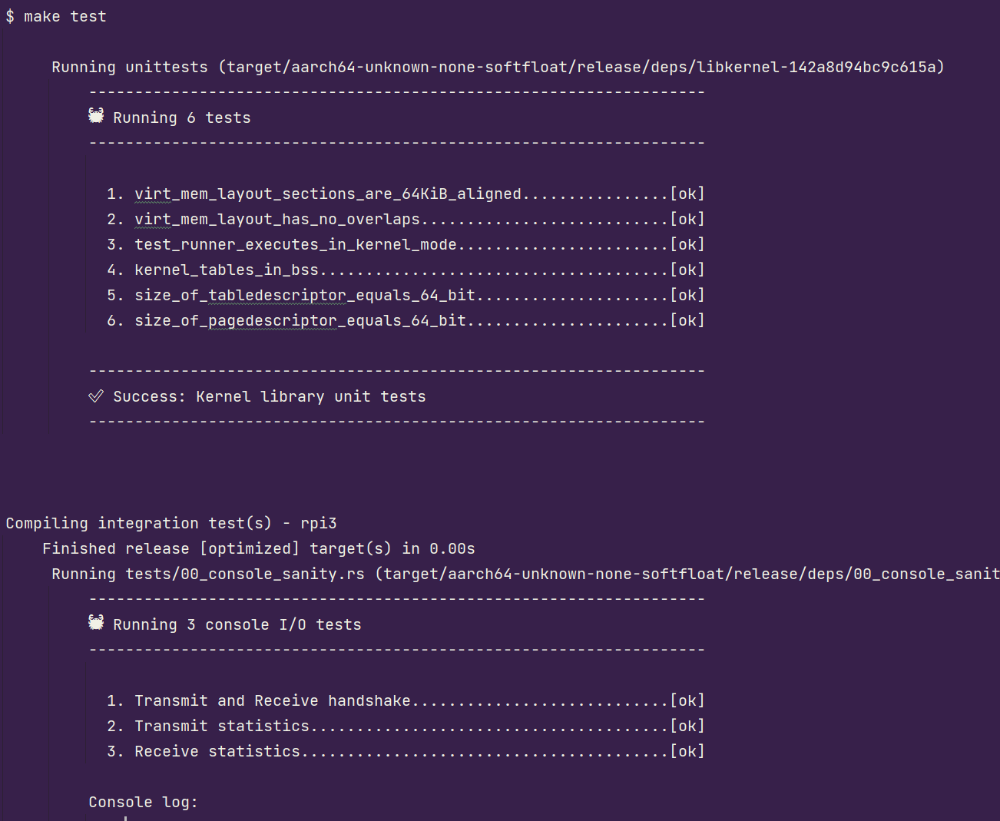 $ make test
Running unittests (target/aarch64-unknown-none-softfloat/release/deps/libkernel-142a8d94bc9c615a)
-------------------------------------------------------------------
🦀 Running 6 tests
-------------------------------------------------------------------
1. virt_mem_layout_sections_are_64KiB_aligned................[ok]
2. virt_mem_layout_has_no_overlaps...........................[ok]
3. test_runner_executes_in_kernel_mode.......................[ok]
4. kernel_tables_in_bss......................................[ok]
5. size_of_tabledescriptor_equals_64_bit.....................[ok]
6. size_of_pagedescriptor_equals_64_bit......................[ok]
-------------------------------------------------------------------
✅ Success: Kernel library unit tests
-------------------------------------------------------------------
Compiling integration test(s) - rpi3
Finished release [optimized] target(s) in 0.00s
Running tests/00_console_sanity.rs (target/aarch64-unknown-none-softfloat/release/deps/00_console_sanit
-------------------------------------------------------------------
🦀 Running 3 console I/O tests
-------------------------------------------------------------------
1. Transmit and Receive handshake............................[ok]
2. Transmit statistics.......................................[ok]
3. Receive statistics........................................[ok]
Console log: